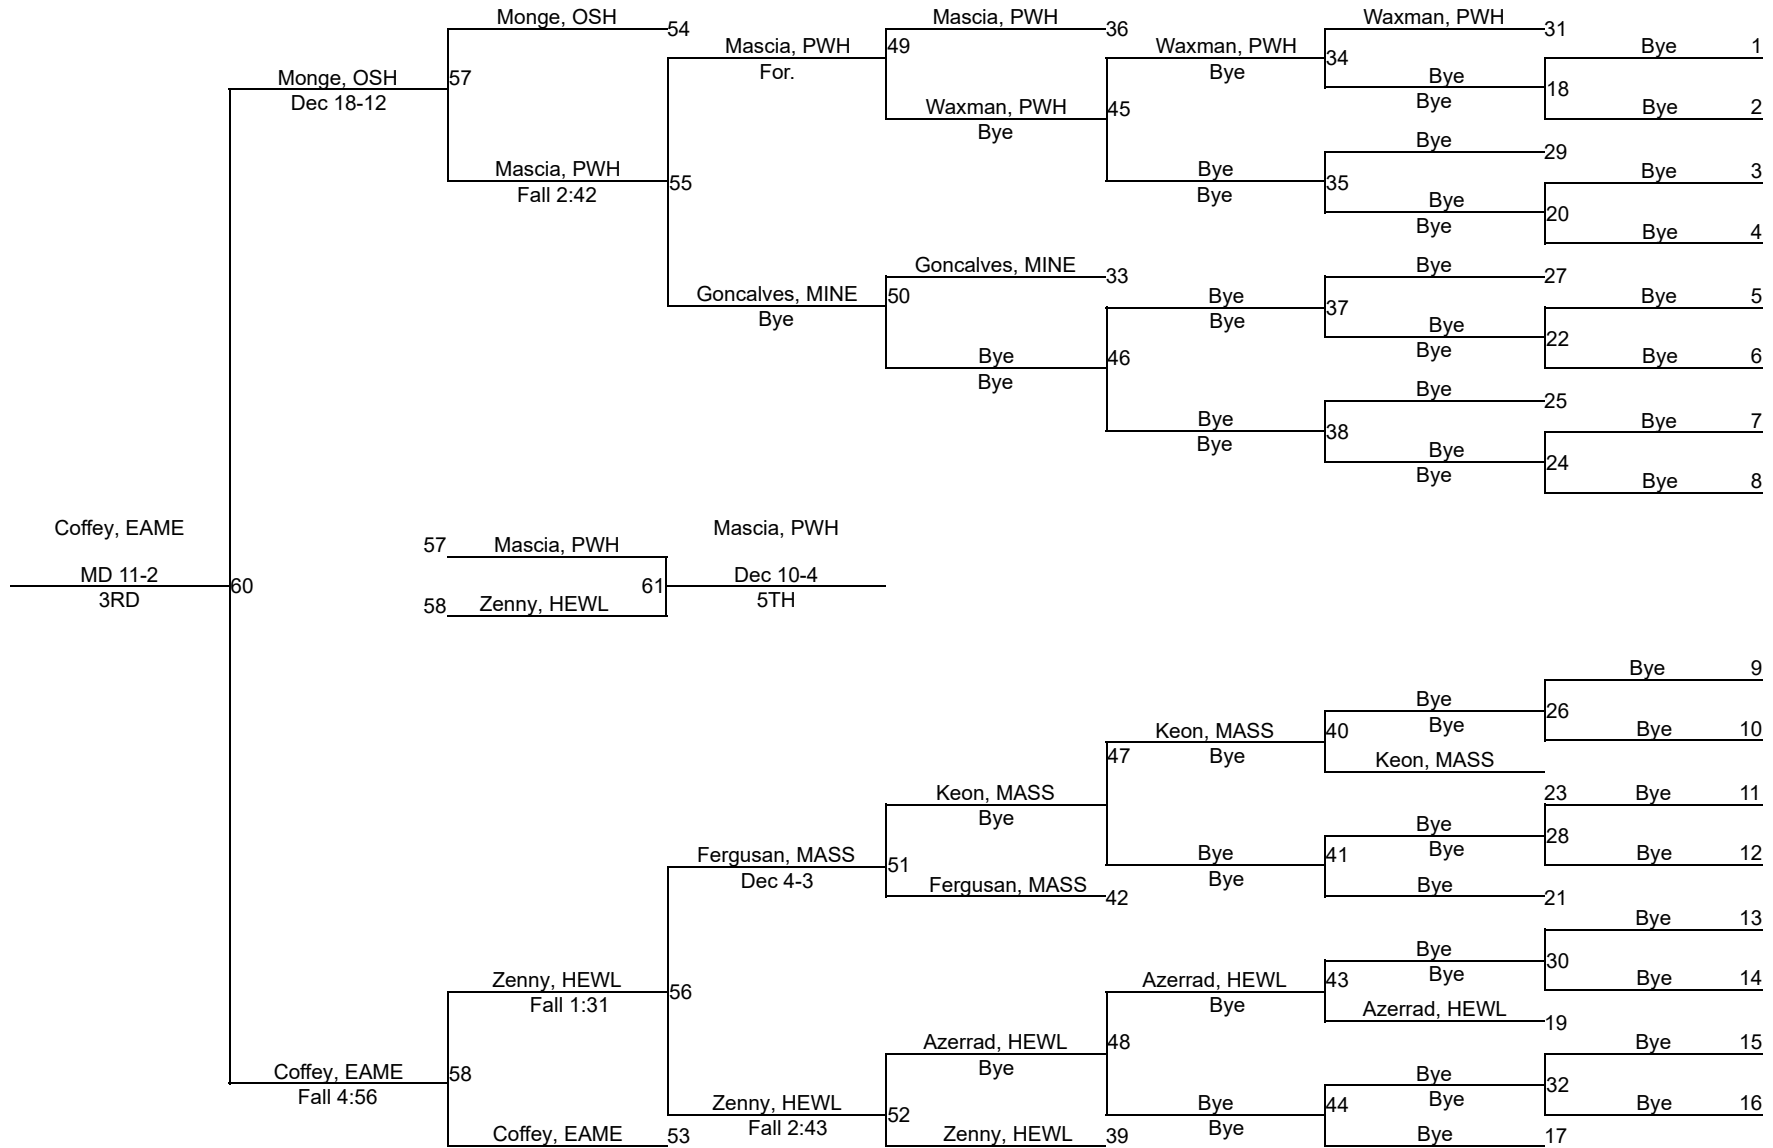 Monge, OSH
54
Mascia, PWH
36
Waxman, PWH
31
Mascia, PWH
49
Waxman, PWH
34
Bye 1
For.
Bye
Monge, OSH
57
Bye
18
Dec 18-12
Bye
Waxman, PWH
45
Bye 2
Bye
Bye
29
Mascia, PWH
55
Bye
35
Bye 3
Fall 2:42
Bye
Bye
20
Bye
Bye 4
Goncalves, MINE
33
Bye
27
Goncalves, MINE
50
Bye
37
Bye 5
Bye
Bye
Bye
22
Bye
Bye
46
Bye 6
Bye
Bye
25
Bye
38
Bye 7
Bye
Bye
24
Bye
Bye 8
Coffey, EAME
Mascia, PWH
57 Mascia, PWH
MD 11-2
60
61
Dec 10-4
3RD
58 Zenny, HEWL
5TH
Bye 9
Bye
26
Bye
Keon, MASS
40
Bye 10
Bye
47
Keon, MASS
Keon, MASS
23
Bye 11
Bye
Bye
28
Bye
Ferguson, MASS
51
Bye
41
Bye 12
Dec 4-3
Bye
Fergusan, MASS
42
Bye
21
Bye 13
Bye
30
Bye
Zenny, HEWL
56
Azerrad, HEWL
43
Bye 14
Fall 1:31
Bye
Azerrad, HEWL
19
Azerrad, HEWL
48
Bye 15
Bye
Coffey, EAME
58
Bye
32
Fall 4:56
Bye
Zenny, HEWL
52
Bye
44
Bye 16
Fall 2:43
Bye
Coffey, EAME
53
Zenny, HEWL
39
Bye
17